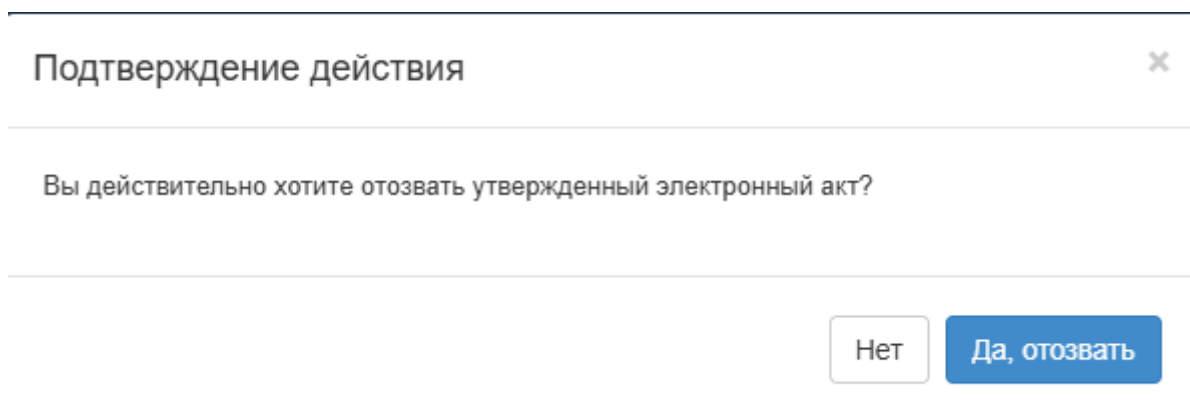 Подтверждение действия
×
Вы действительно хотите отозвать утвержденный электронный акт?
Нет
Да, отозвать